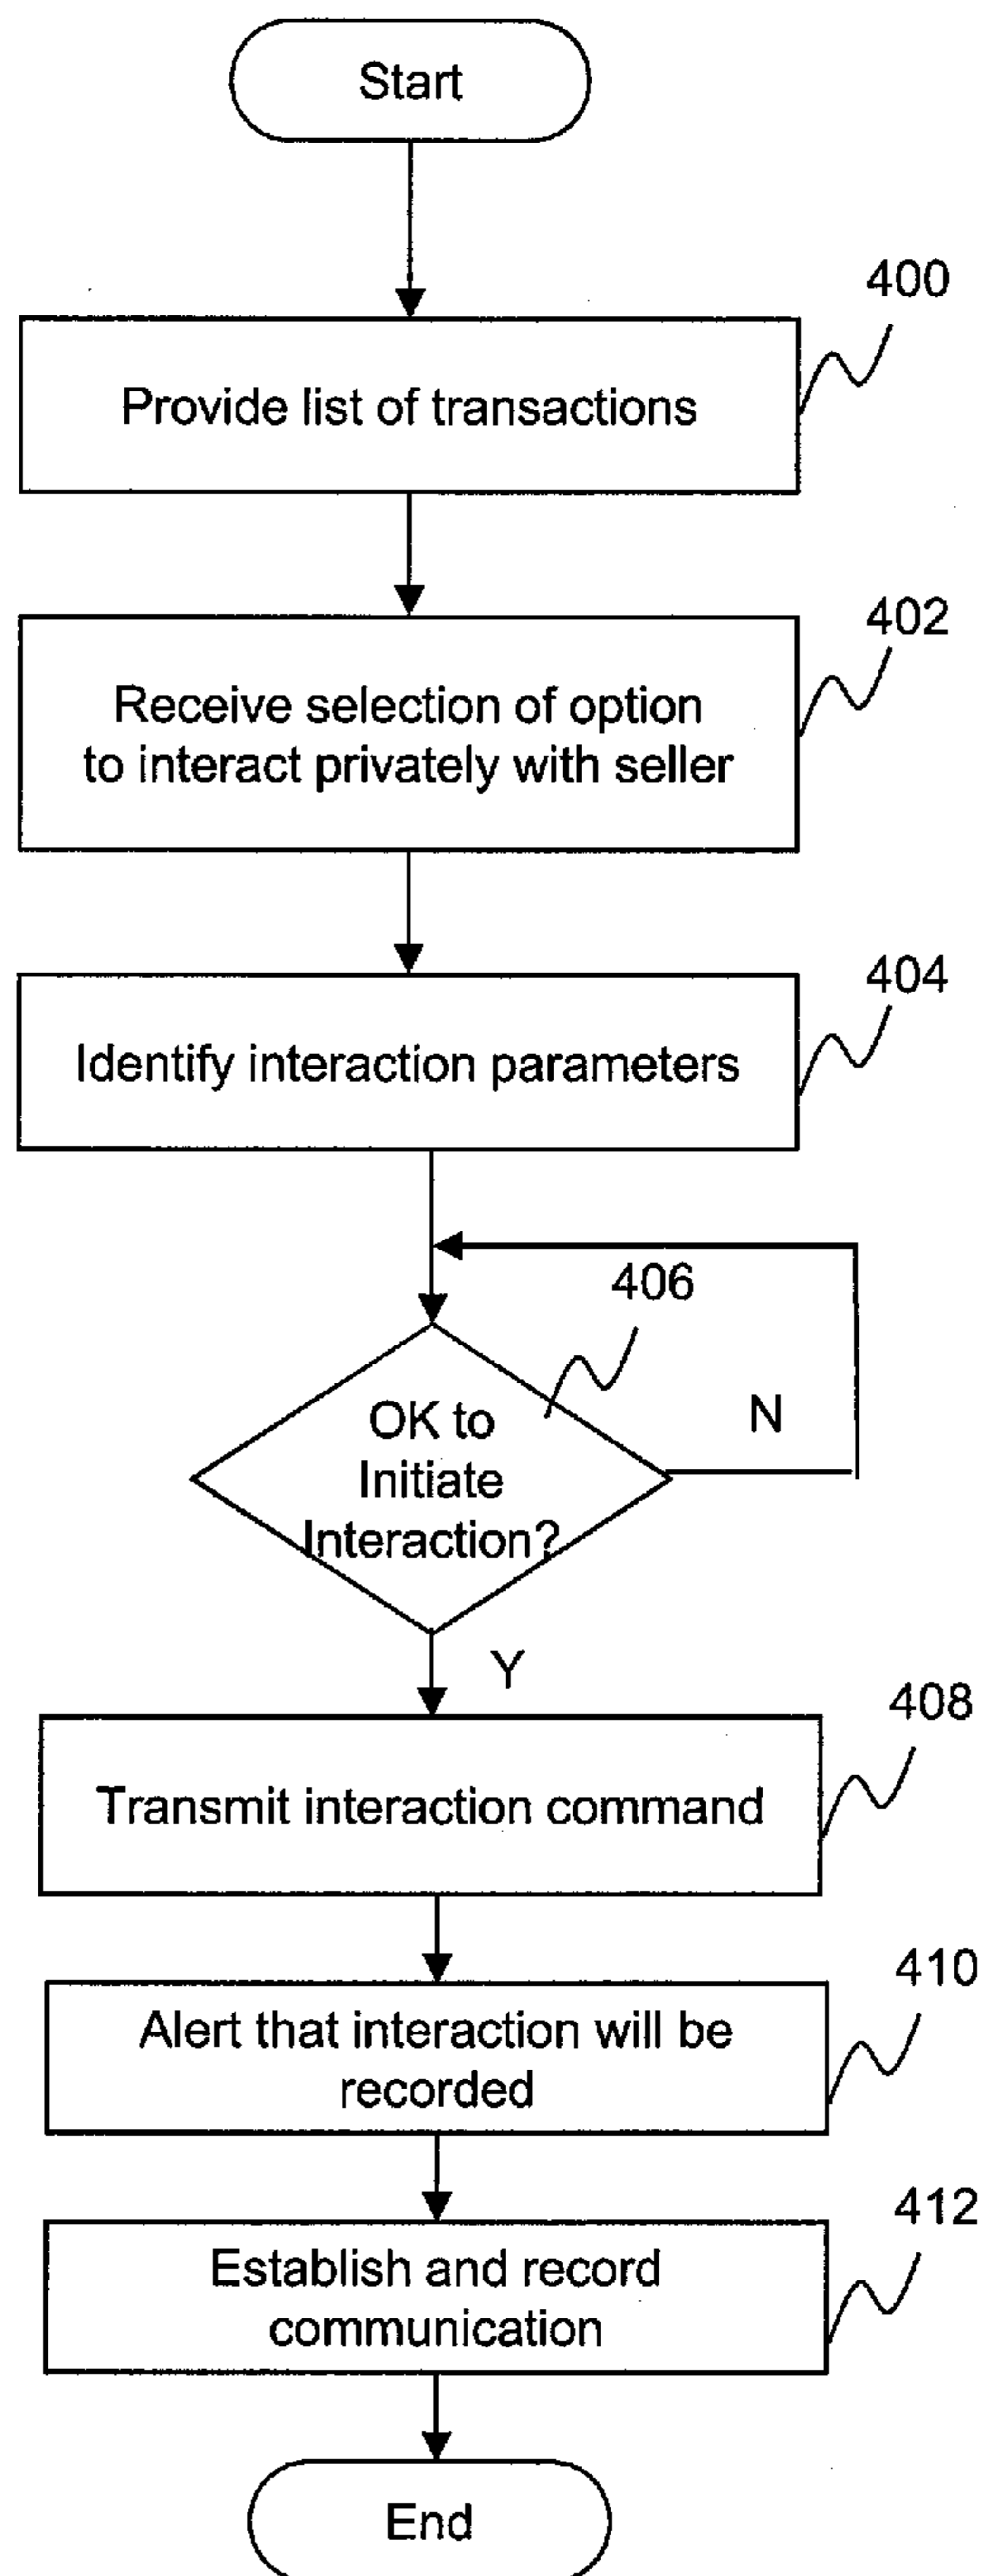 Start
400
Provide list of transactions
402
Receive selection of option
to interact privately with seller
404
Identify interaction parameters
406
OK to
Initiate
Interaction?
N
Y
408
Transmit interaction command
410
Alert that interaction will be
recorded
412
Establish and record
communication
End